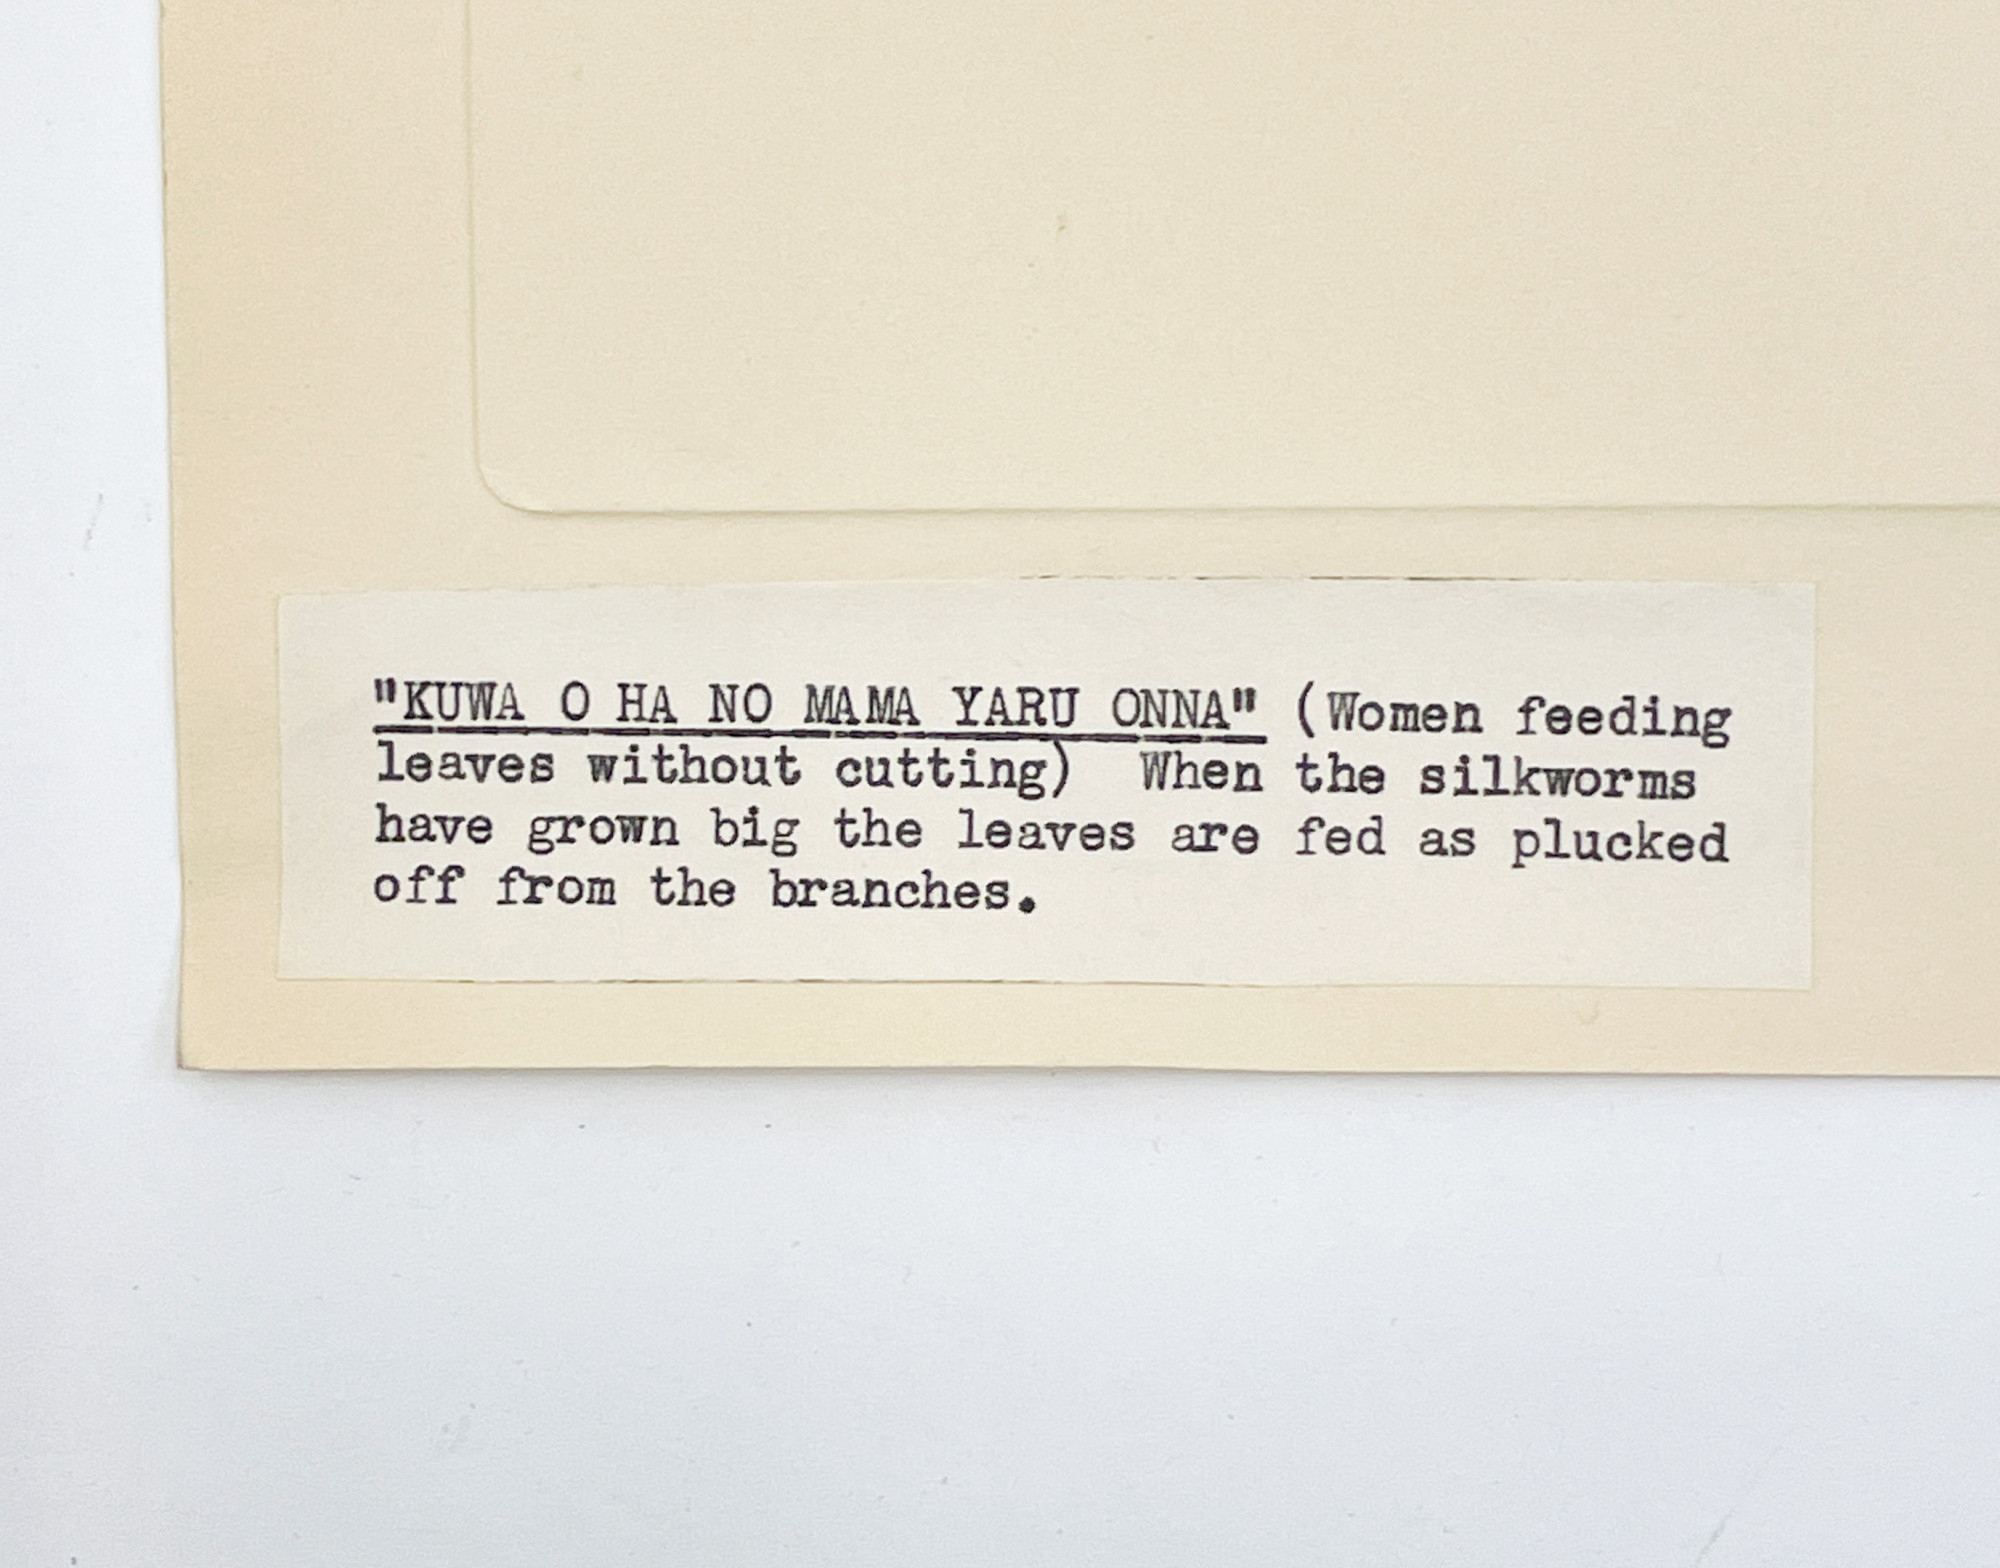 "KUWA O HA NO MAMA YARU ONNA" (Women feeding
leaves without cutting) When the silkworms
have grown big the leaves are fed as plucked
off from the branches.